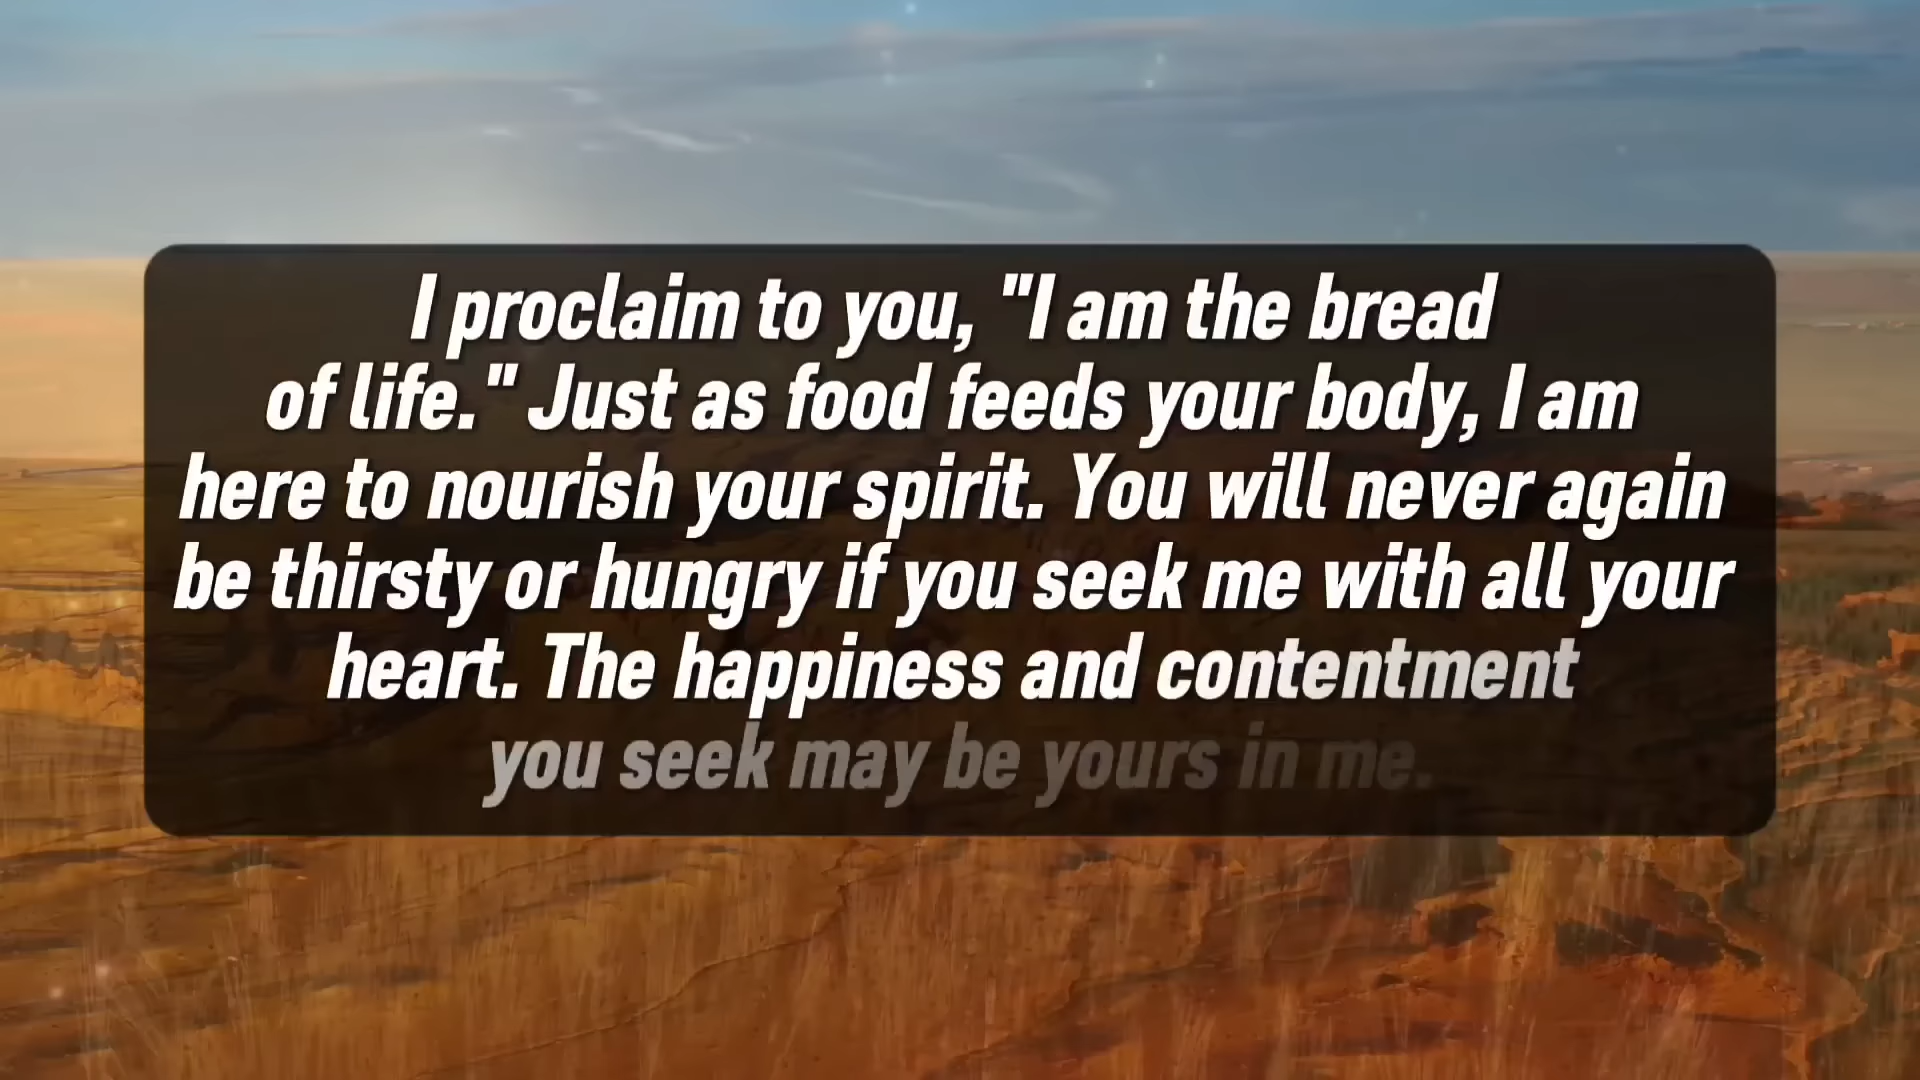 I proclaim to you, "I am the bread
of life." Just as food feeds your body, I am
here to nourish your spirit. You will never again
be thirsty or hungry if you seek me with all your
heart. The happiness and contentment
you seek may be yours in me.